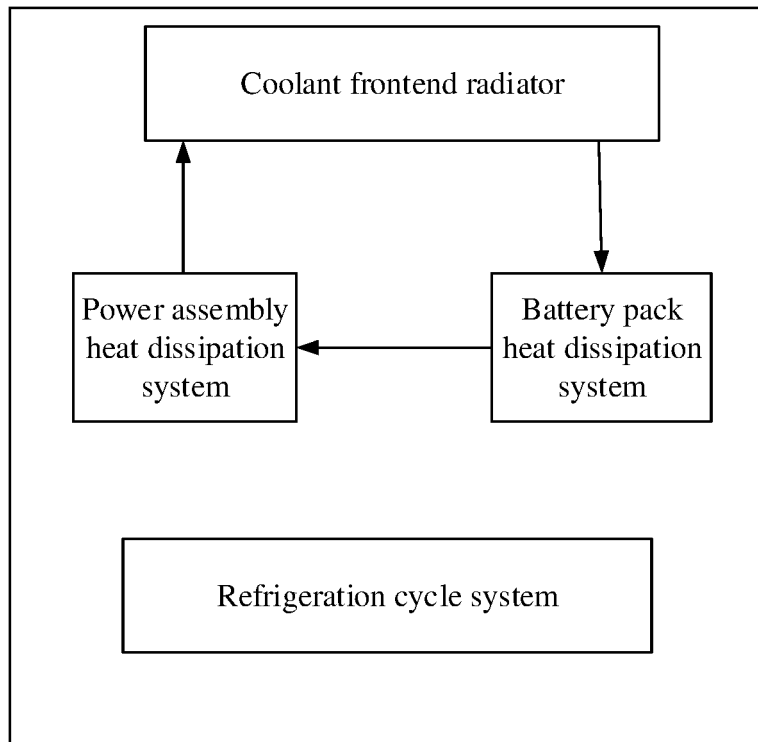 Coolant frontend radiator
Power assembly
heat dissipation
system
Battery pack
heat dissipation
system
Refrigeration cycle system